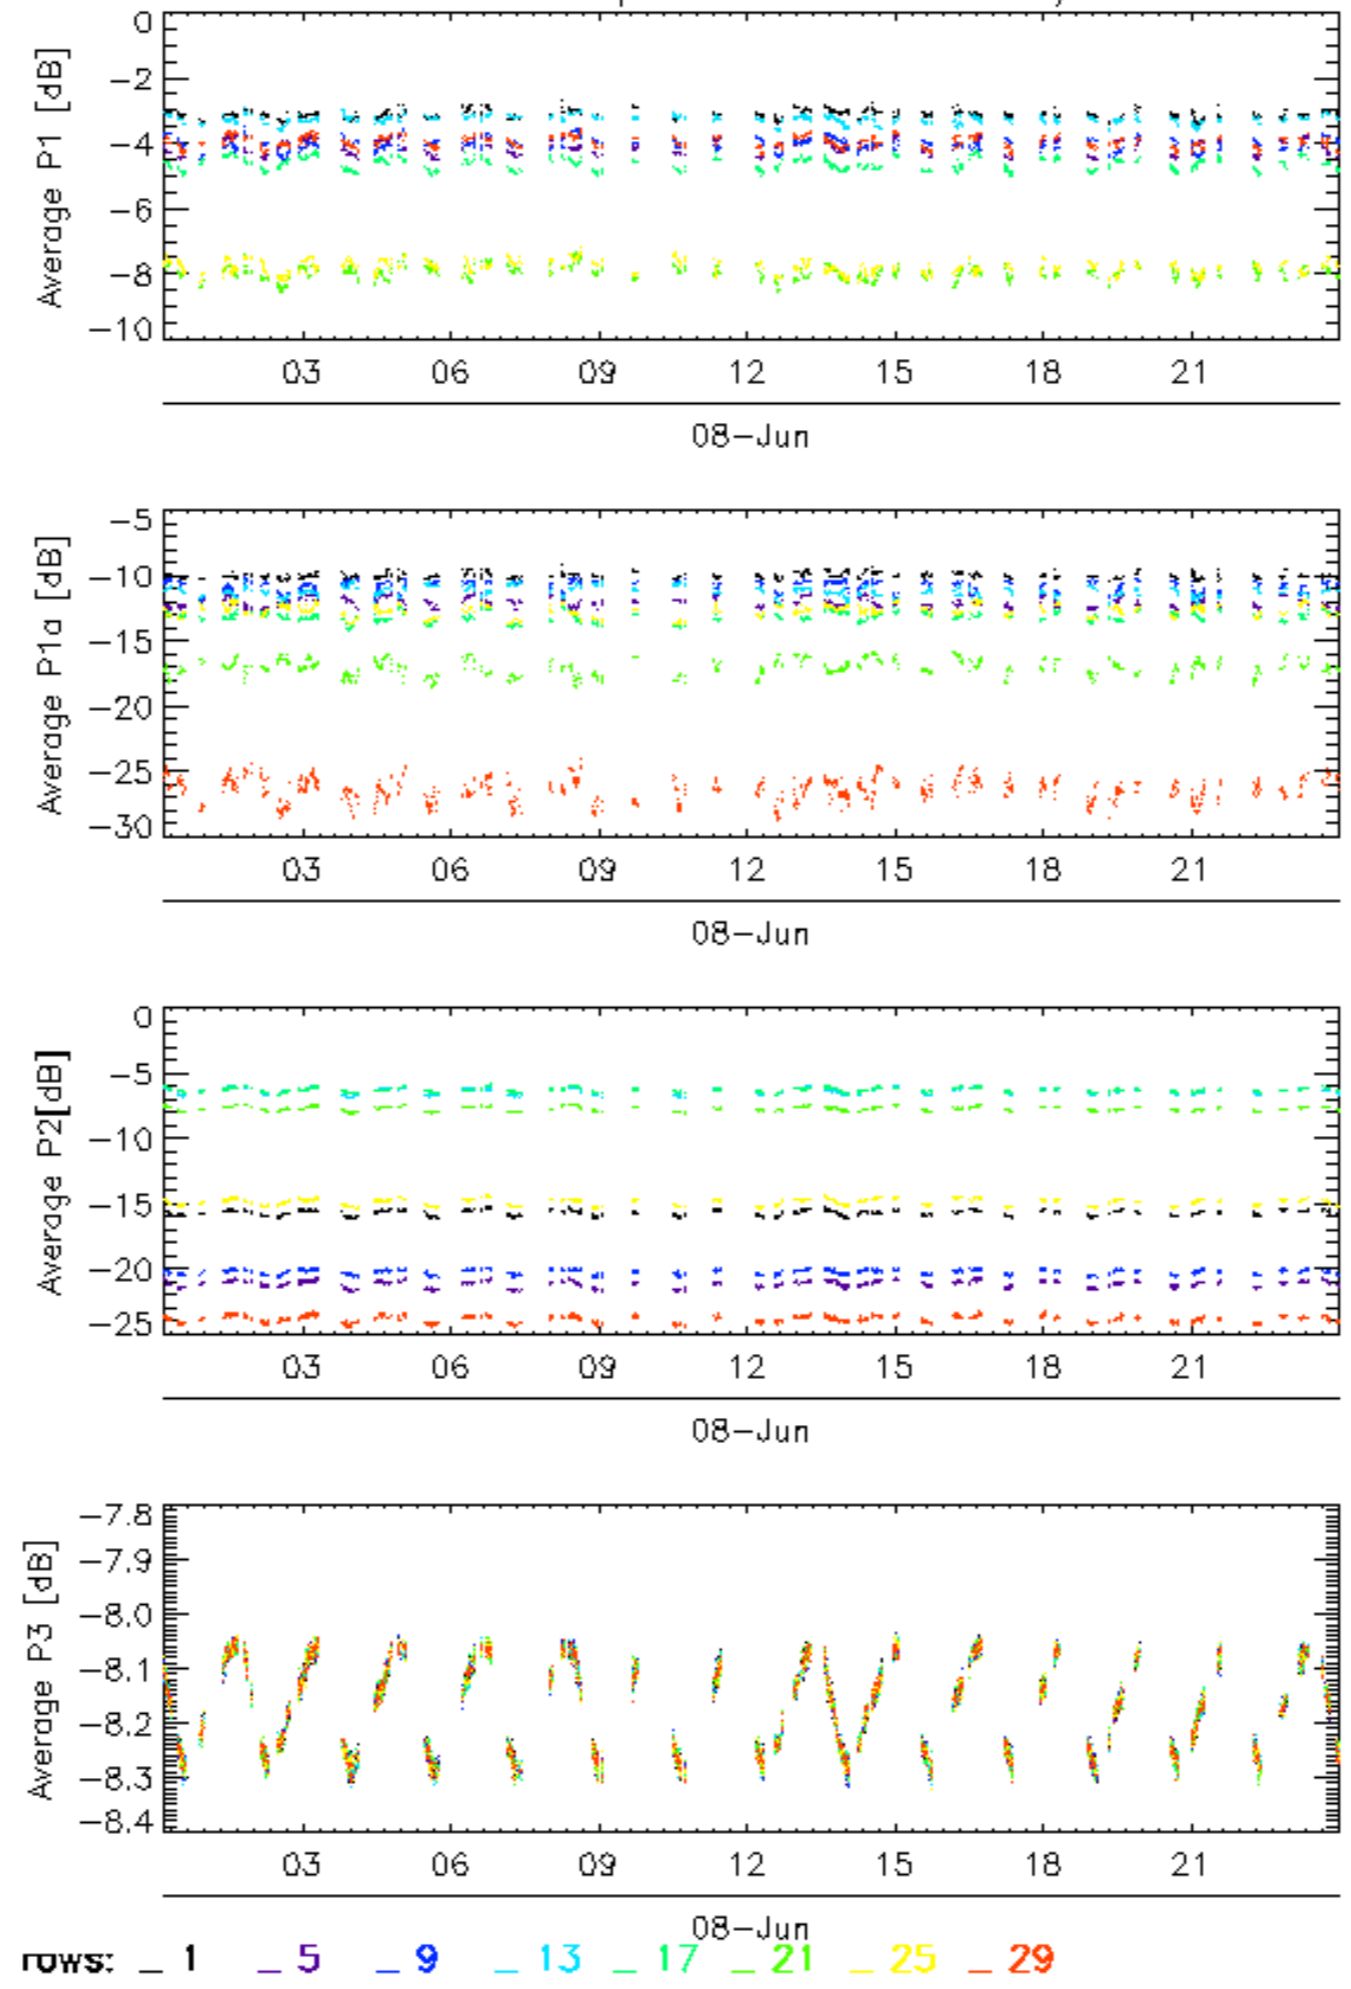 0
−2
−4
−6
−8
−10
Average P1 [dB]
03 06 09 12 15 18 21
08−Jun
−5
−10
−15
−20
−25
−30
Average P1a [dB]
03 06 09 12 15 18 21
08−Jun
0
−5
−10
−15
−20
−25
Average P2[dB]
03 06 09 12 15 18 21
08−Jun
−7.8
−7.9
−8.0
−8.1
−8.2
−8.3
−8.4
Average P3 [dB]
03 06 09 12 15 18 21
08−Jun
rows: _ 1 _ 5 _ 9 _ 13 _ 17 _ 21 _ 25 _ 29